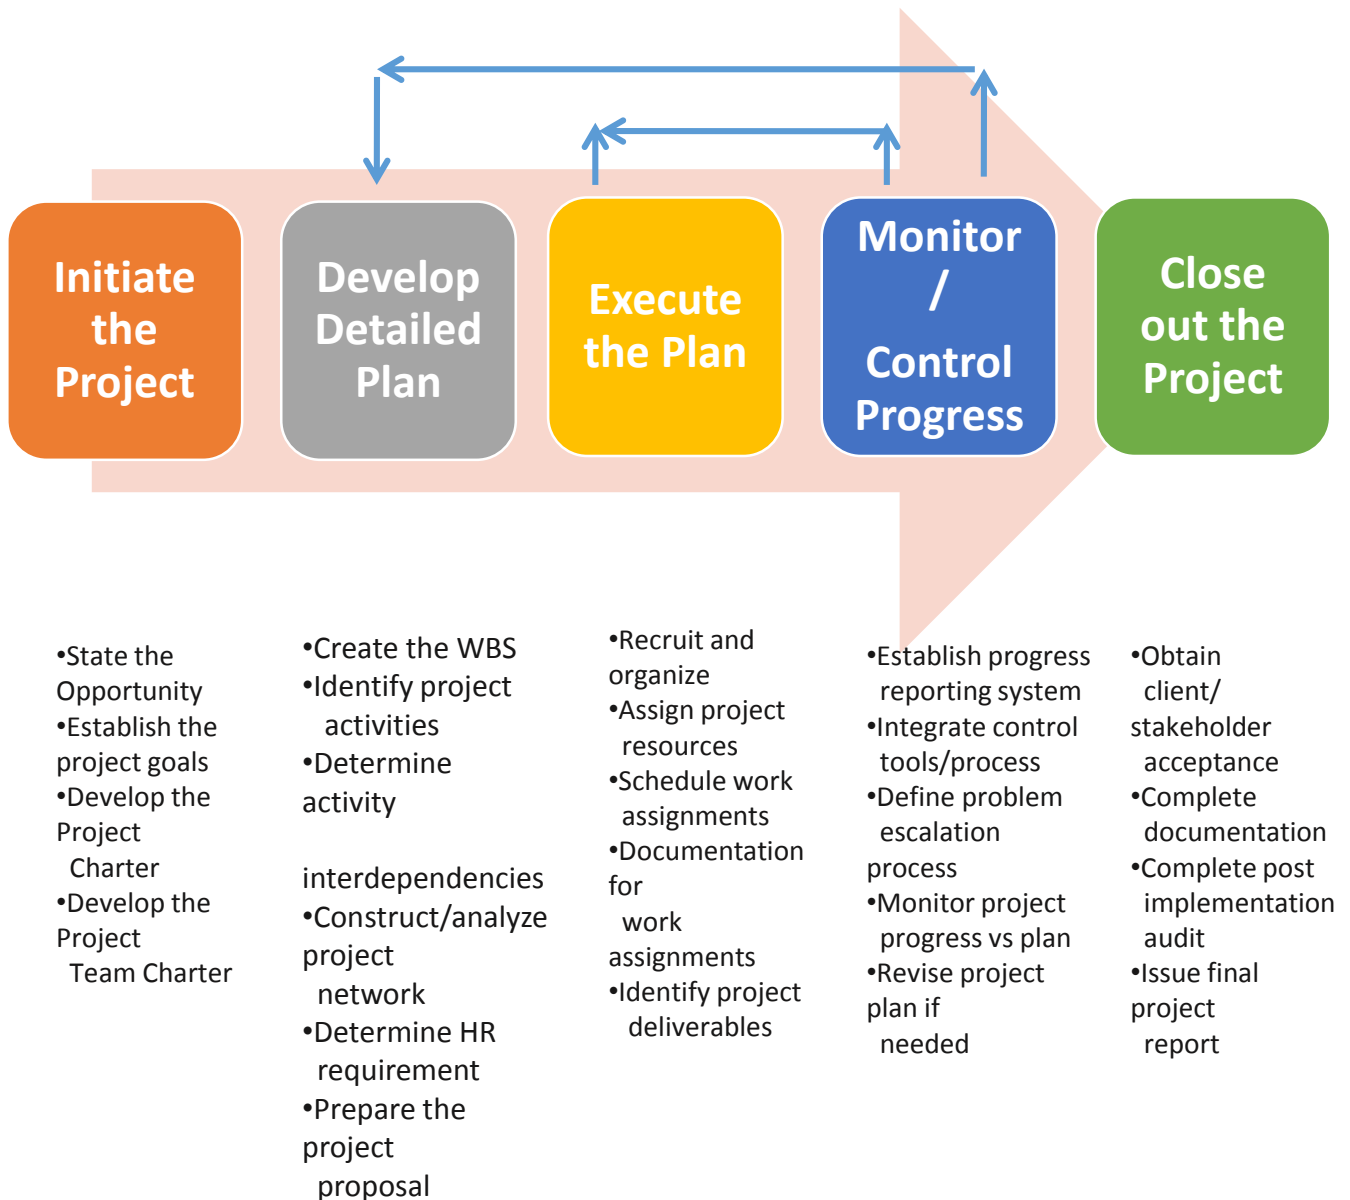 Initiate
the
Project
Develop
Detailed
Plan
Execute
the Plan
Monitor
/
Control
Progress
Close
out the
Project
•State the
Opportunity
•Establish the
project goals
•Develop the
Project
Charter
•Develop the
Project
Team Charter
•Create the WBS
•Identify project
activities
•Determine
activity
interdependencies
•Construct/analyze
project
network
•Determine HR
requirement
•Prepare the
project
proposal
•Recruit and
organize
•Assign project
resources
•Schedule work
assignments
•Documentation
for
work
assignments
•Identify project
deliverables
•Establish progress
reporting system
•Integrate control
tools/process
•Define problem
escalation
process
•Monitor project
progress vs plan
•Revise project
plan if
needed
•Obtain
client/
stakeholder
acceptance
•Complete
documentation
•Complete post
implementation
audit
•Issue final
project
report